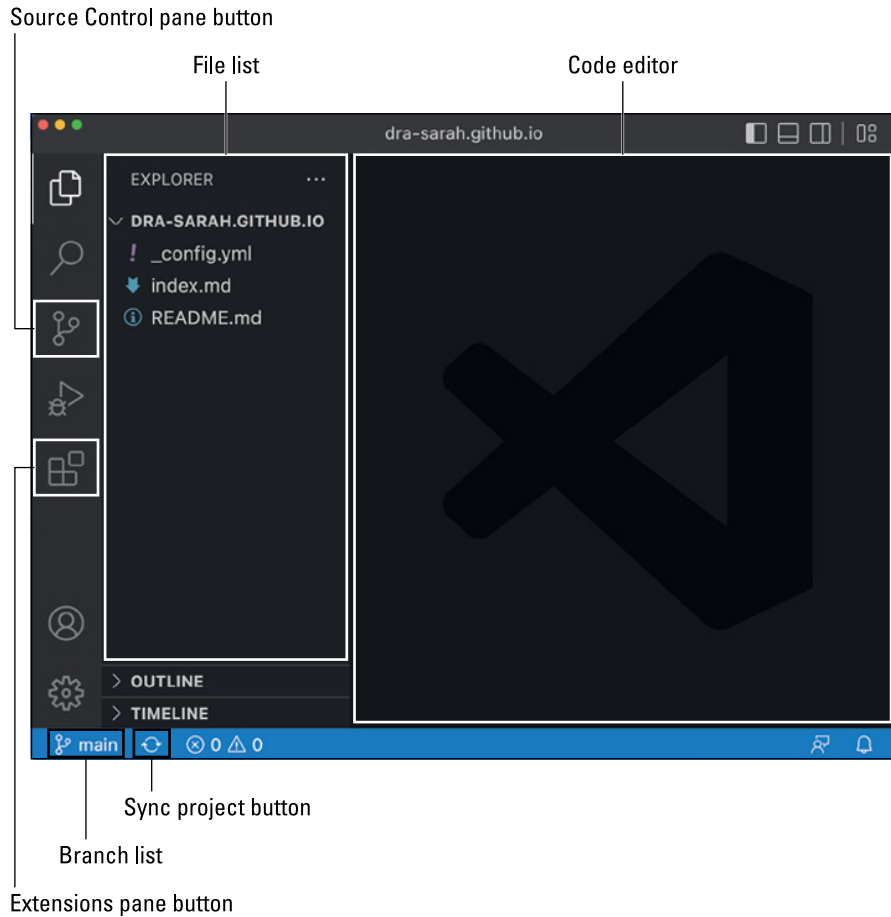 Source Control pane button
File list
Code editor
dra-sarah.github.io
EXPLORER
DRA-SARAH.GITHUB.IO
_config.yml
index.md
README.md
OUTLINE
TIMELINE
main 0 0
Sync project button
Branch list
Extensions pane button